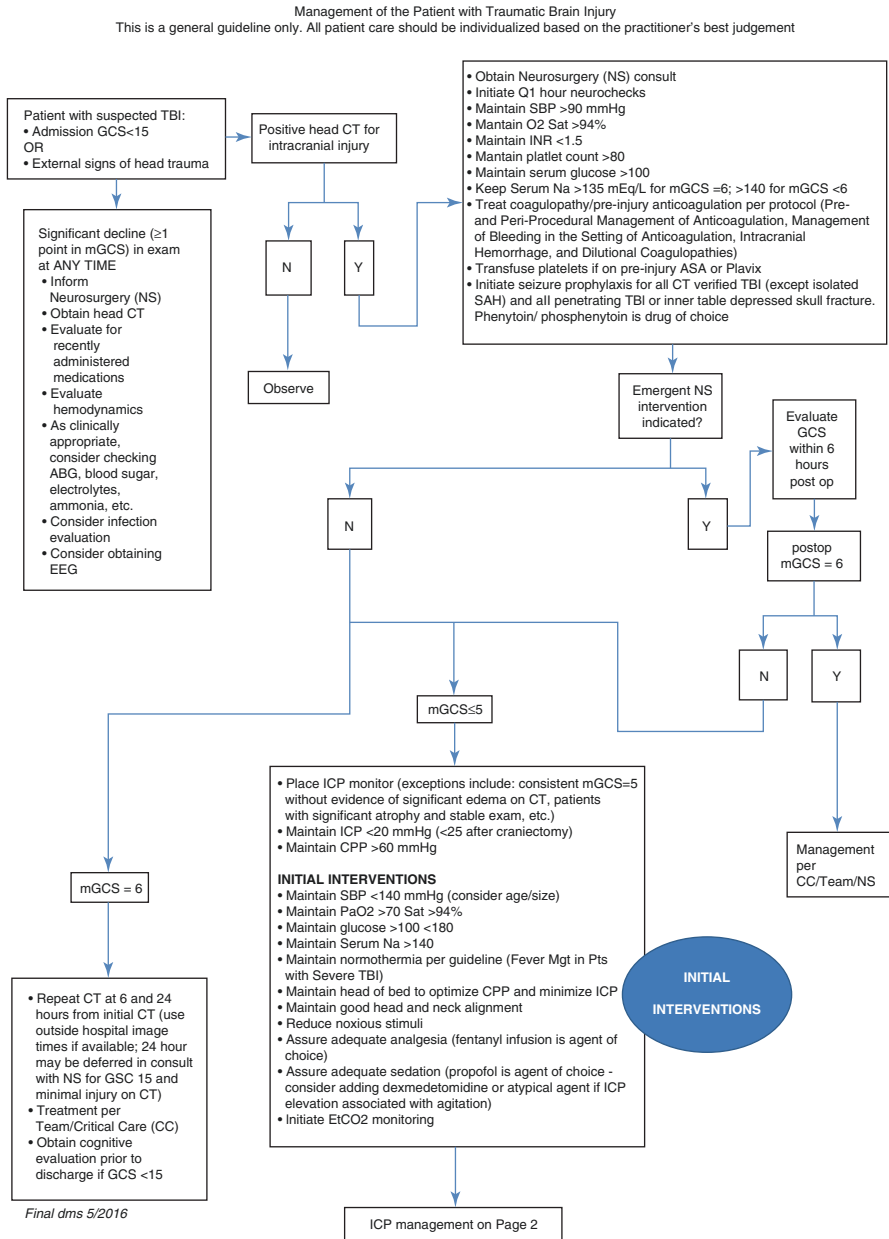 Management of the Patient with Traumatic Brain Injury
This is a general guideline only. All patient care should be individualized based on the practitioner's best judgement
Patient with suspected TBI:
• Admission GCS<15
OR
• External signs of head trauma
Positive head CT for
intracranial injury
• Obtain Neurosurgery (NS) consult
• Initiate Q1 hour neurochecks
• Maintain SBP >90 mmHg
• Mantain O2 Sat >94%
• Maintain INR <1.5
• Mantain platelet count >80
• Maintain serum glucose >100
• Keep Serum Na >135 mEq/L for mGCS =6; >140 for mGCS <6
• Treat coagulopathy/pre-injury anticoagulation per protocol (Pre-
and Peri-Procedural Management of Anticoagulation, Management
of Bleeding in the Setting of Anticoagulation, Intracranial
Hemorrhage, and Dilutional Coagulopathies)
• Transfuse platelets if on pre-injury ASA or Plavix
• Initiate seizure prophylaxis for all CT verified TBI (except isolated
SAH) and all penetrating TBI or inner table depressed skull fracture.
Phenytoin/ phosphenytoin is drug of choice
Significant decline (≥1
point in mGCS) in exam
at ANY TIME
• Inform
Neurosurgery (NS)
• Obtain head CT
• Evaluate for
recently
administered
medications
• Evaluate
hemodynamics
• As clinically
appropriate,
consider checking
ABG, blood sugar,
electrolytes,
ammonia, etc.
• Consider infection
evaluation
• Consider obtaining
EEG
N
Y
Observe
Emergent NS
intervention
indicated?
Evaluate
GCS
within 6
hours
post op
N
Y
postop
mGCS = 6
N
Y
mGCS≤5
• Place ICP monitor (exceptions include: consistent mGCS=5
without evidence of significant edema on CT, patients
with significant atrophy and stable exam, etc.)
• Maintain ICP <20 mmHg (<25 after craniectomy)
• Maintain CPP >60 mmHg
INITIAL INTERVENTIONS
• Maintain SBP <140 mmHg (consider age/size)
• Maintain PaO2 >70 Sat >94%
• Maintain glucose >100 <180
• Maintain Serum Na >140
• Maintain normothermia per guideline (Fever Mgt in Pts
with Severe TBI)
• Maintain head of bed to optimize CPP and minimize ICP
• Maintain good head and neck alignment
• Reduce noxious stimuli
• Assure adequate analgesia (fentanyl infusion is agent of
choice)
• Assure adequate sedation (propofol is agent of choice -
consider adding dexmedetomidine or atypical agent if ICP
elevation associated with agitation)
• Initiate EtCO2 monitoring
Management
per
CC/Team/NS
mGCS = 6
INITIAL
INTERVENTIONS
• Repeat CT at 6 and 24
hours from initial CT (use
outside hospital image
times if available; 24 hour
may be deferred in consult
with NS for GSC 15 and
minimal injury on CT)
• Treatment per
Team/Critical Care (CC)
• Obtain cognitive
evaluation prior to
discharge if GCS <15
Final dms 5/2016
ICP management on Page 2